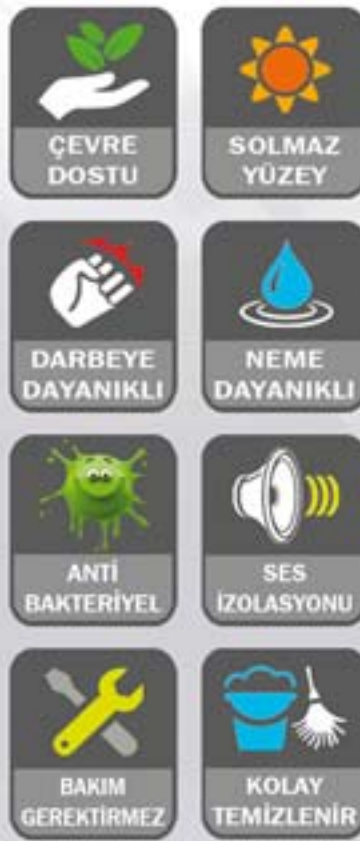 ÇEVRE
DOSTU
SOLMAZ
YÜZEY
DARBEYE
DAYANIKLI
NEME
DAYANIKLI
ANTİ
BAKTERİYEL
SES
İZOLASYONU
BAKIM
GEREKTİRMEZ
KOLAY
TEMİZLENİR